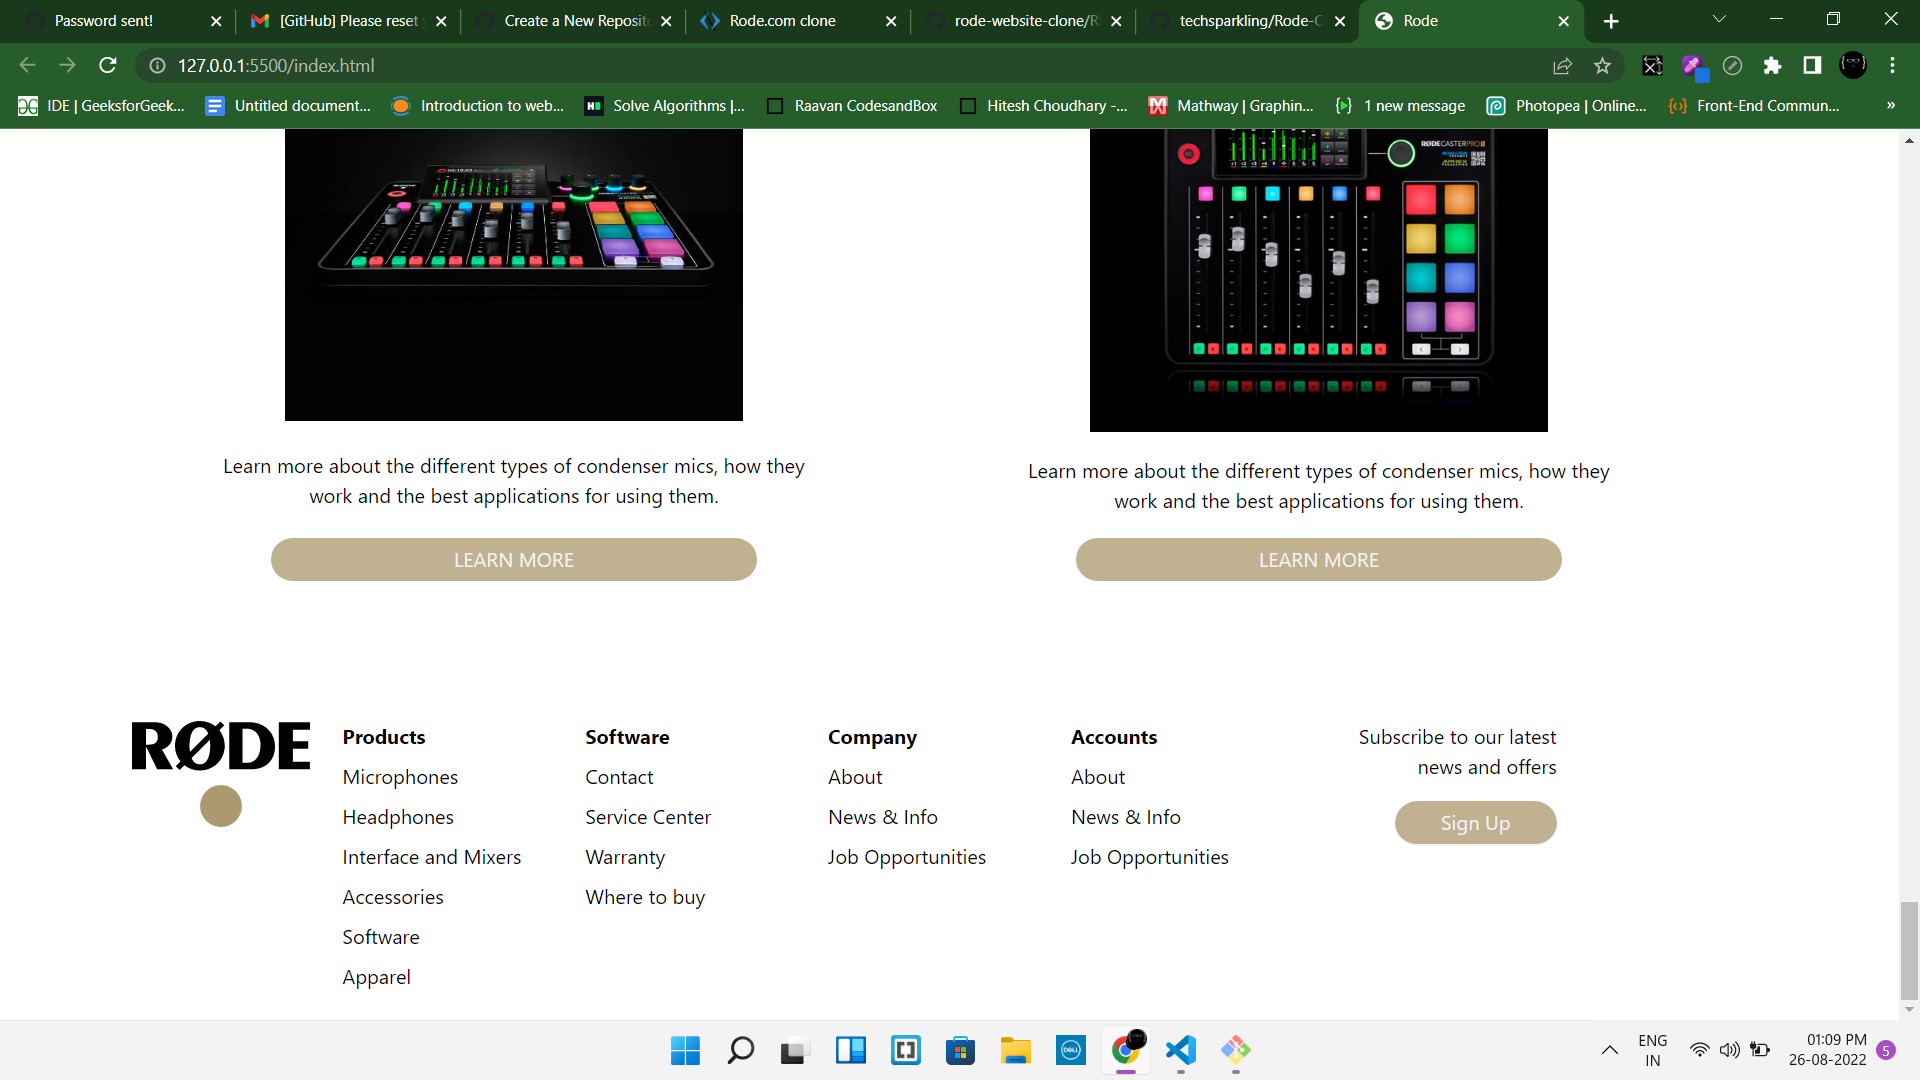 Password sent!
[GitHub] Please reset
Create a New Reposit
Rode.com clone
rode-website-clone/R
techsparkling/Rode-C
Rode
127.0.0.1:5500/index.html
IDE | GeeksforGeek...
Untitled document...
Introduction to web...
Solve Algorithms |...
Raavan CodesandBox
Hitesh Choudhary -...
Mathway | Graphin...
1 new message
Photopea | Online...
Front-End Commun...
»
RØDECASTERPRO II
Learn more about the different types of condenser mics, how they
work and the best applications for using them.
LEARN MORE
Learn more about the different types of condenser mics, how they
work and the best applications for using them.
LEARN MORE
RØDE
Products
Microphones
Headphones
Interface and Mixers
Accessories
Software
Apparel
Software
Contact
Service Center
Warranty
Where to buy
Company
About
News & Info
Job Opportunities
Accounts
About
News & Info
Job Opportunities
Subscribe to our latest
news and offers
Sign Up
DELL
ENG
IN
01:09 PM
26-08-2022
5